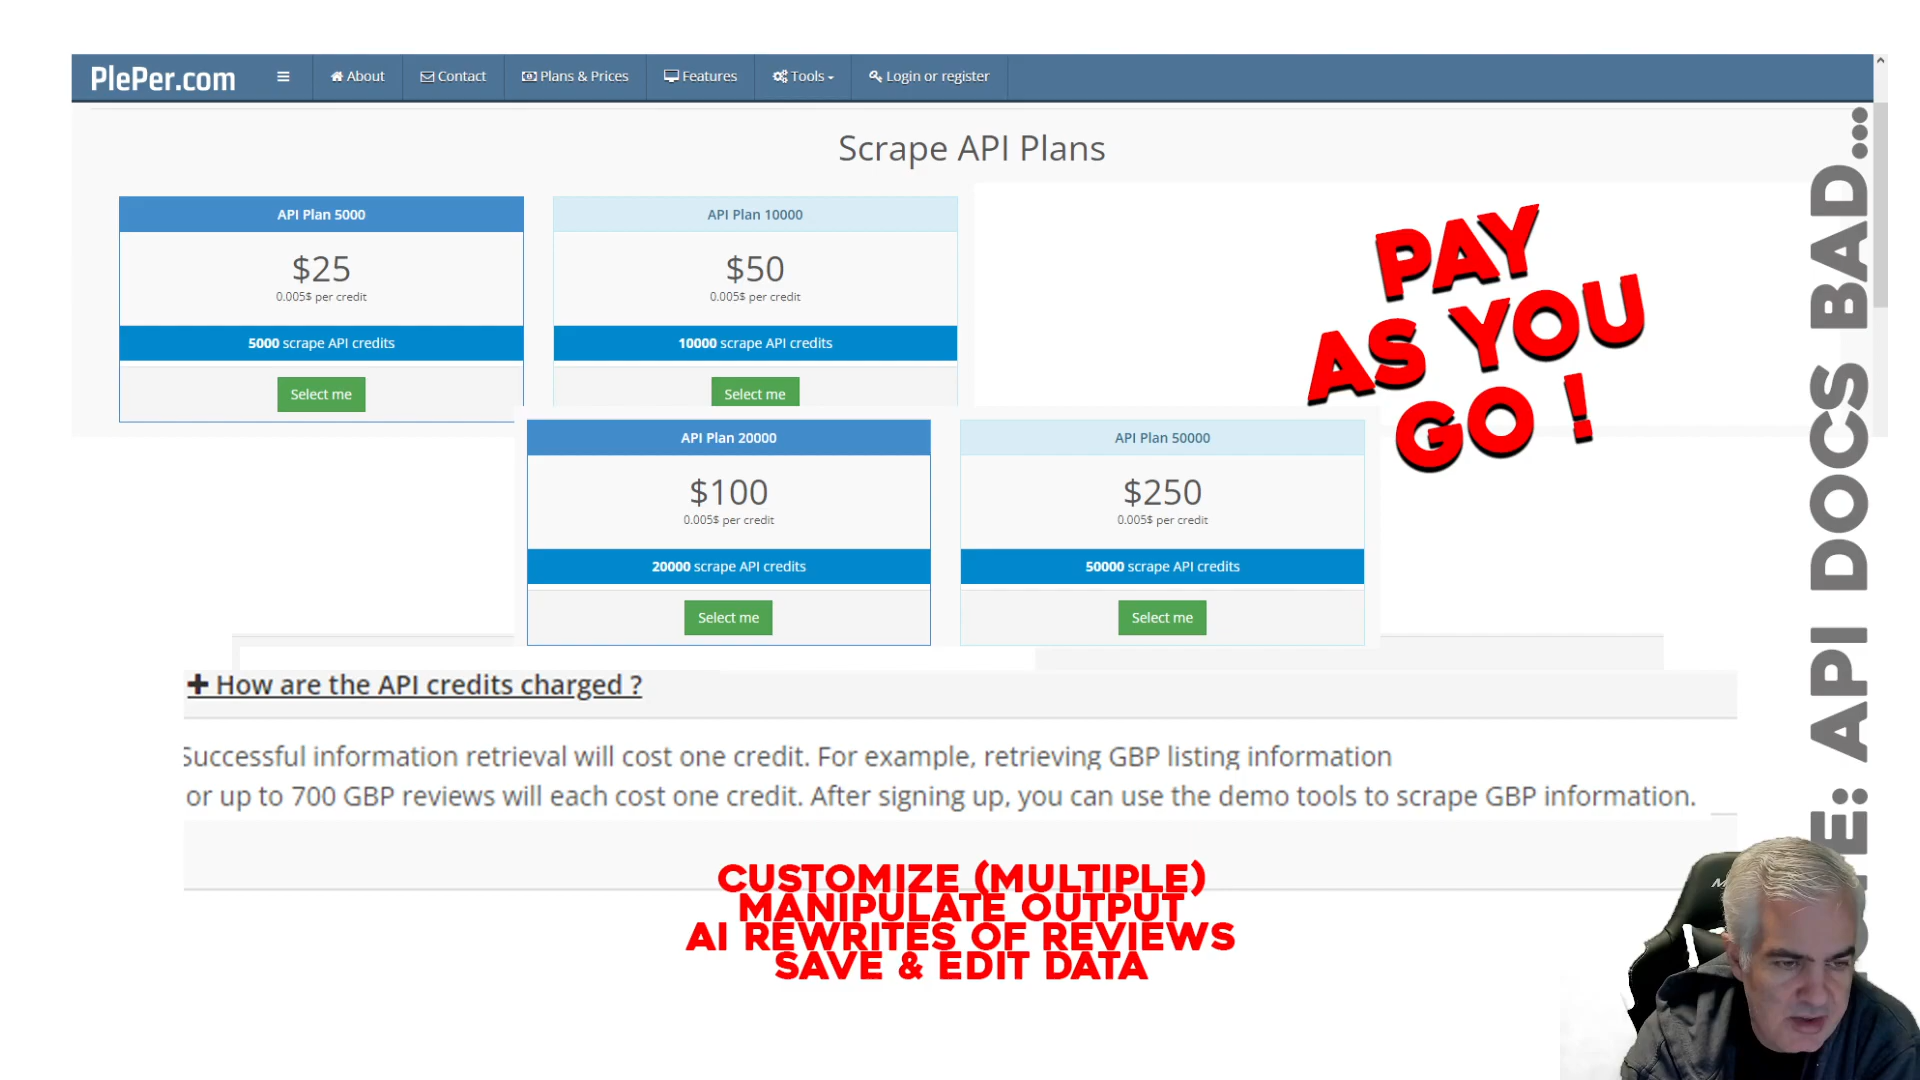 PlePer.com
About
Contact
Plans & Prices
Features
Tools
Login or register
Scrape API Plans
API Plan 5000
$25
0.005$ per credit
5000 scrape API credits
Select me
API Plan 10000
$50
0.005$ per credit
10000 scrape API credits
Select me
PAY
AS YOU
GO !
API Plan 20000
$100
0.005$ per credit
20000 scrape API credits
Select me
API Plan 50000
$250
0.005$ per credit
50000 scrape API credits
Select me
How are the API credits charged ?
Successful information retrieval will cost one credit. For example, retrieving GBP listing information
or up to 700 GBP reviews will each cost one credit. After signing up, you can use the demo tools to scrape GBP information.
CUSTOMIZE (MULTIPLE)
MANIPULATE OUTPUT
AI REWRITES OF REVIEWS
SAVE & EDIT DATA
API DOCS BAD...